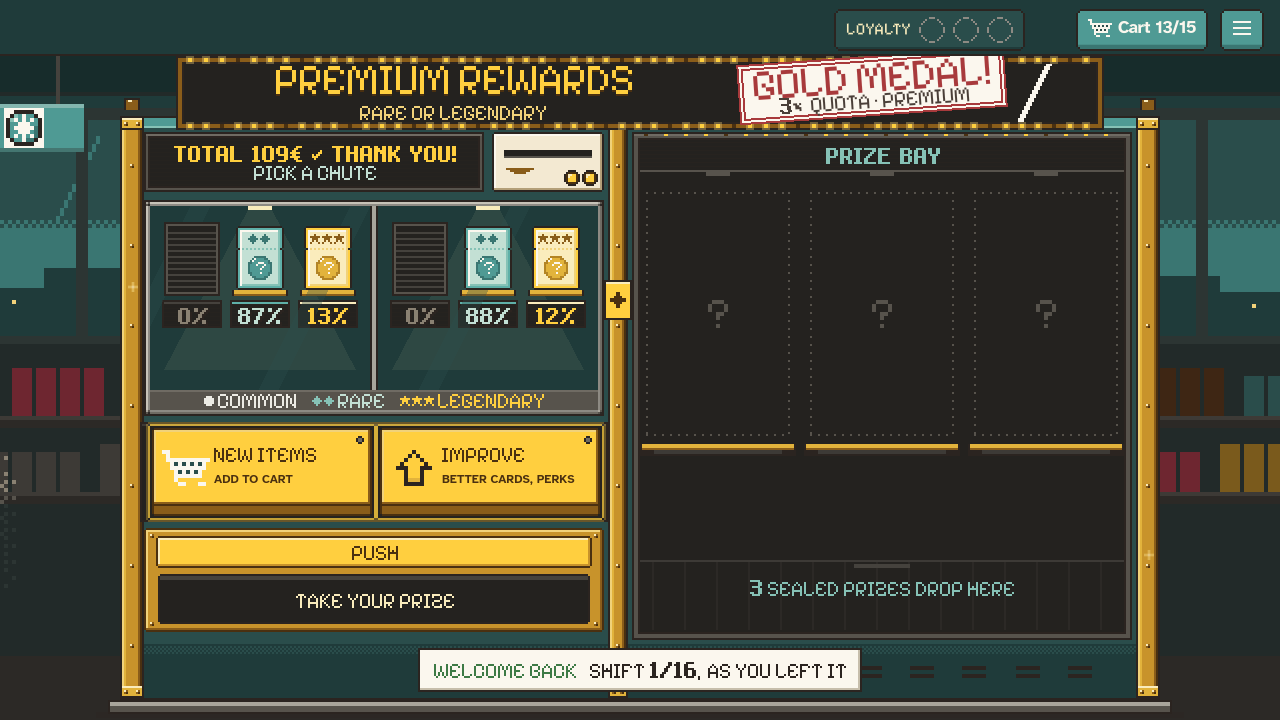 LOYALTY
Cart 13/15
PREMIUM REWARDS
RARE OR LEGENDARY
GOLD MEDAL!
3× QUOTA · PREMIUM
TOTAL 109€ ✓ THANK YOU!
PICK A CHUTE
PRIZE BAY
0% 87% 13%
0% 88% 12%
COMMON RARE LEGENDARY
NEW ITEMS
ADD TO CART
IMPROVE
BETTER CARDS, PERKS
PUSH
TAKE YOUR PRIZE
? ? ?
3 SEALED PRIZES DROP HERE
WELCOME BACK SHIFT 1/16, AS YOU LEFT IT